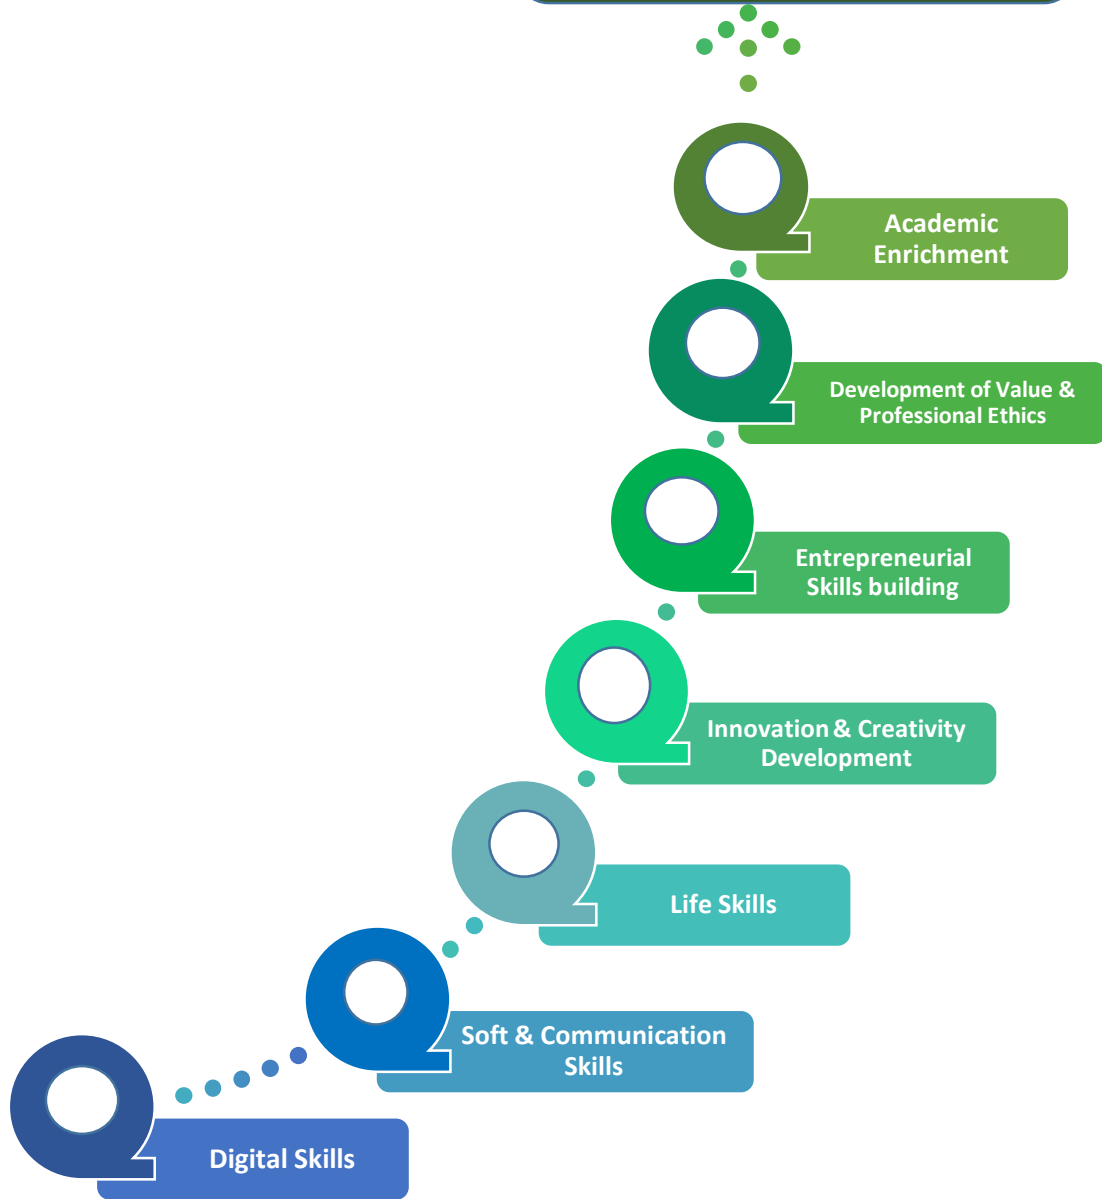 Academic
Enrichment
Development of Value &
Professional Ethics
Entrepreneurial
Skills building
Innovation & Creativity
Development
Life Skills
Soft & Communication
Skills
Digital Skills